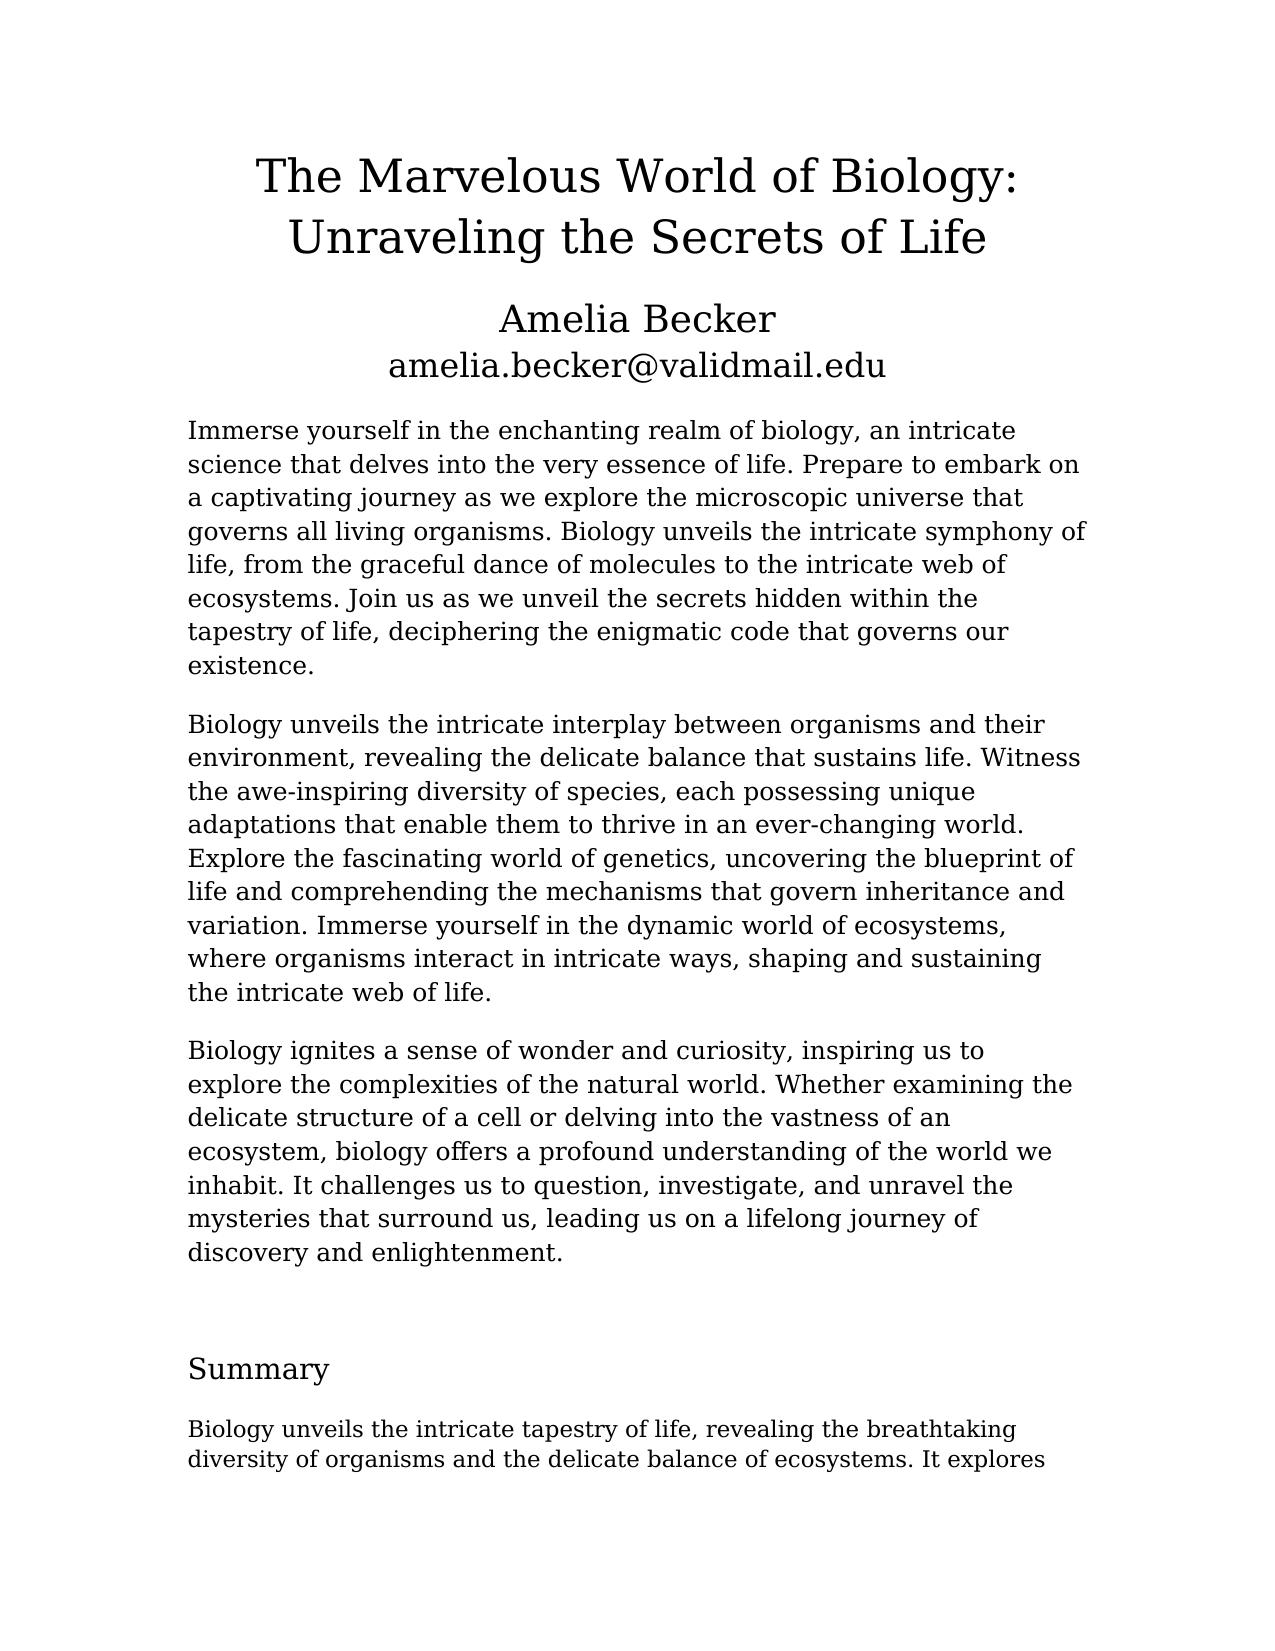 The Marvelous World of Biology:
Unraveling the Secrets of Life
Amelia Becker
amelia.becker@validmail.edu
Immerse yourself in the enchanting realm of biology, an intricate
science that delves into the very essence of life. Prepare to embark on
a captivating journey as we explore the microscopic universe that
governs all living organisms. Biology unveils the intricate symphony of
life, from the graceful dance of molecules to the intricate web of
ecosystems. Join us as we unveil the secrets hidden within the
tapestry of life, deciphering the enigmatic code that governs our
existence.
Biology unveils the intricate interplay between organisms and their
environment, revealing the delicate balance that sustains life. Witness
the awe-inspiring diversity of species, each possessing unique
adaptations that enable them to thrive in an ever-changing world.
Explore the fascinating world of genetics, uncovering the blueprint of
life and comprehending the mechanisms that govern inheritance and
variation. Immerse yourself in the dynamic world of ecosystems,
where organisms interact in intricate ways, shaping and sustaining
the intricate web of life.
Biology ignites a sense of wonder and curiosity, inspiring us to
explore the complexities of the natural world. Whether examining the
delicate structure of a cell or delving into the vastness of an
ecosystem, biology offers a profound understanding of the world we
inhabit. It challenges us to question, investigate, and unravel the
mysteries that surround us, leading us on a lifelong journey of
discovery and enlightenment.
Summary
Biology unveils the intricate tapestry of life, revealing the breathtaking
diversity of organisms and the delicate balance of ecosystems. It explores